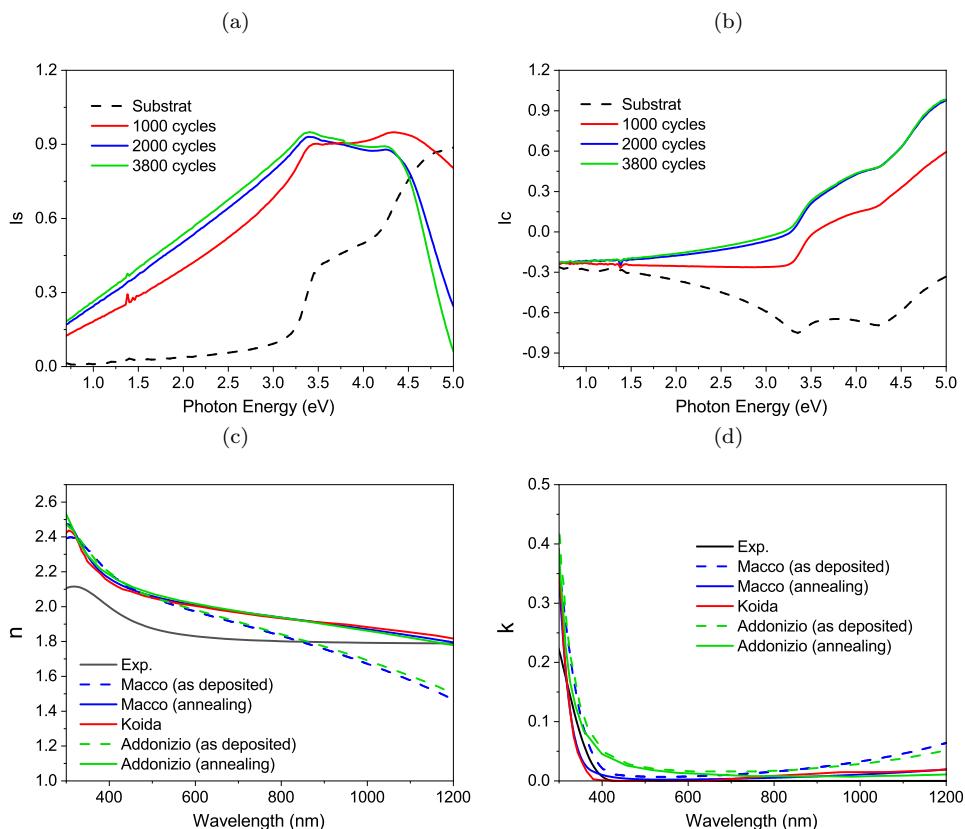 (a)
1.2
0.9
0.6
0.3
0.0
Is
Substrat
1000 cycles
2000 cycles
3800 cycles
1.0 1.5 2.0 2.5 3.0 3.5 4.0 4.5 5.0
Photon Energy (eV)
(b)
1.2
0.9
0.6
0.3
0.0
-0.3
-0.6
-0.9
Ic
Substrat
1000 cycles
2000 cycles
3800 cycles
1.0 1.5 2.0 2.5 3.0 3.5 4.0 4.5 5.0
Photon Energy (eV)
(c)
2.6
2.4
2.2
2.0
1.8
1.6
1.4
1.2
1.0
n
Exp.
Macco (as deposited)
Macco (annealing)
Koida
Addonizio (as deposited)
Addonizio (annealing)
400 600 800 1000 1200
Wavelength (nm)
(d)
0.5
0.4
0.3
0.2
0.1
0.0
k
Exp.
Macco (as deposited)
Macco (annealing)
Koida
Addonizio (as deposited)
Addonizio (annealing)
400 600 800 1000 1200
Wavelength (nm)